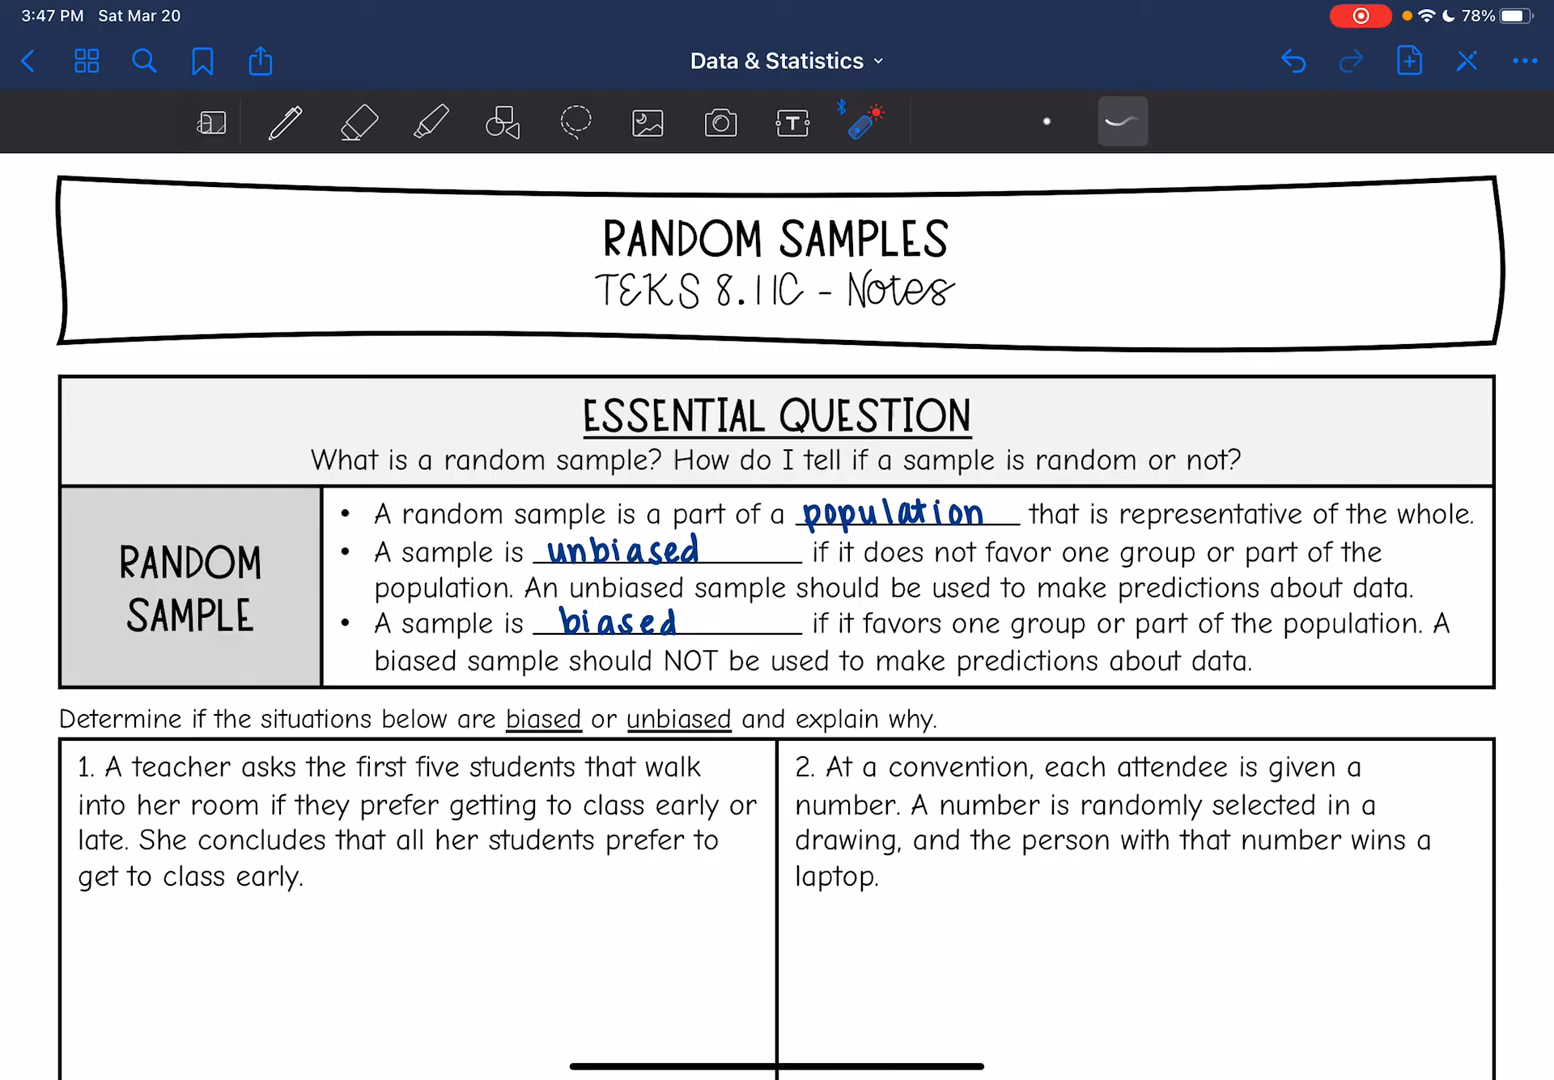 3:47 PM Sat Mar 20
78%
Data & Statistics
T
RANDOM SAMPLES
TEKS 8.11C - Notes
ESSENTIAL QUESTION
What is a random sample? How do I tell if a sample is random or not?
RANDOM
SAMPLE
• A random sample is a part of a population that is representative of the whole.
• A sample is unbiased if it does not favor one group or part of the
population. An unbiased sample should be used to make predictions about data.
• A sample is biased if it favors one group or part of the population. A
biased sample should NOT be used to make predictions about data.
Determine if the situations below are biased or unbiased and explain why.
1. A teacher asks the first five students that walk
into her room if they prefer getting to class early or
late. She concludes that all her students prefer to
get to class early.
2. At a convention, each attendee is given a
number. A number is randomly selected in a
drawing, and the person with that number wins a
laptop.